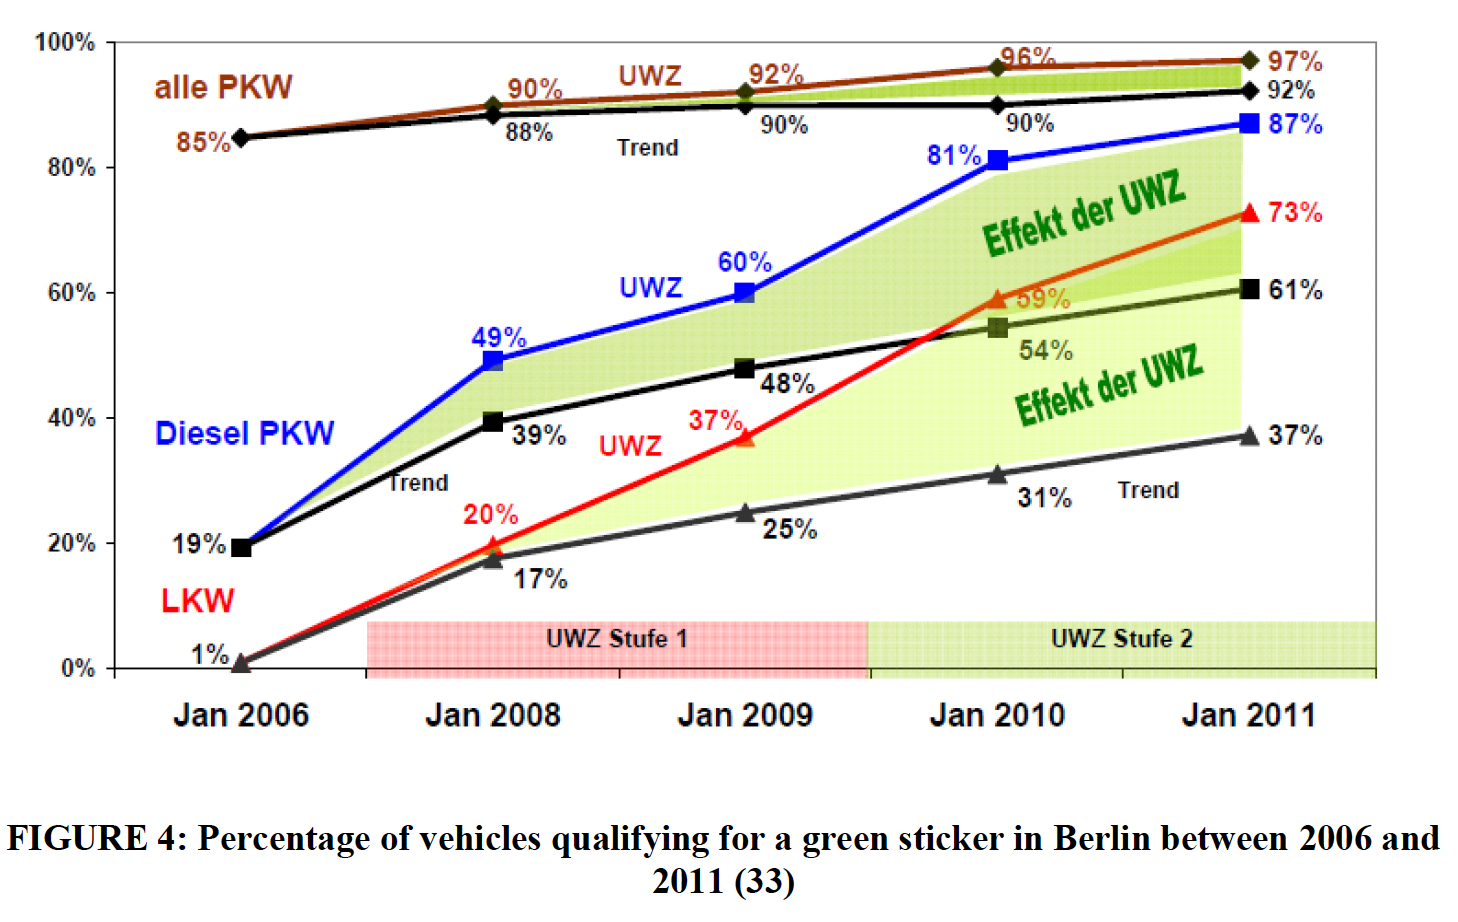 100%
80%
60%
40%
20%
0%
alle PKW
85%
90%
UWZ
92%
96%
97%
88%
Trend
90%
90%
92%
Diesel PKW
19%
49%
UWZ
60%
81%
87%
Effekt der UWZ
39%
Trend
48%
54%
61%
LKW
1%
20%
UWZ
37%
59%
73%
Effekt der UWZ
17%
25%
31%
Trend
37%
UWZ Stufe 1
UWZ Stufe 2
Jan 2006
Jan 2008
Jan 2009
Jan 2010
Jan 2011
FIGURE 4: Percentage of vehicles qualifying for a green sticker in Berlin between 2006 and
2011 (33)